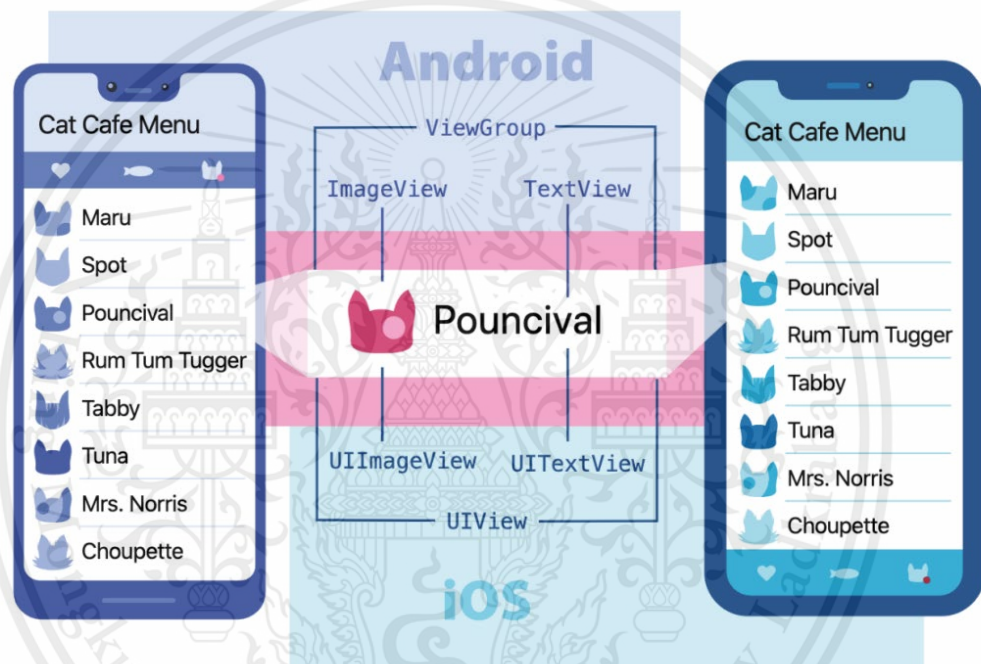 Android
Cat Cafe Menu
Maru
Spot
Pouncival
Rum Tum Tugger
Tabby
Tuna
Mrs. Norris
Choupette
ViewGroup
ImageView TextView
Pouncival
UIImageView UITextView
UIView
iOS
Cat Cafe Menu
Maru
Spot
Pouncival
Rum Tum Tugger
Tabby
Tuna
Mrs. Norris
Choupette